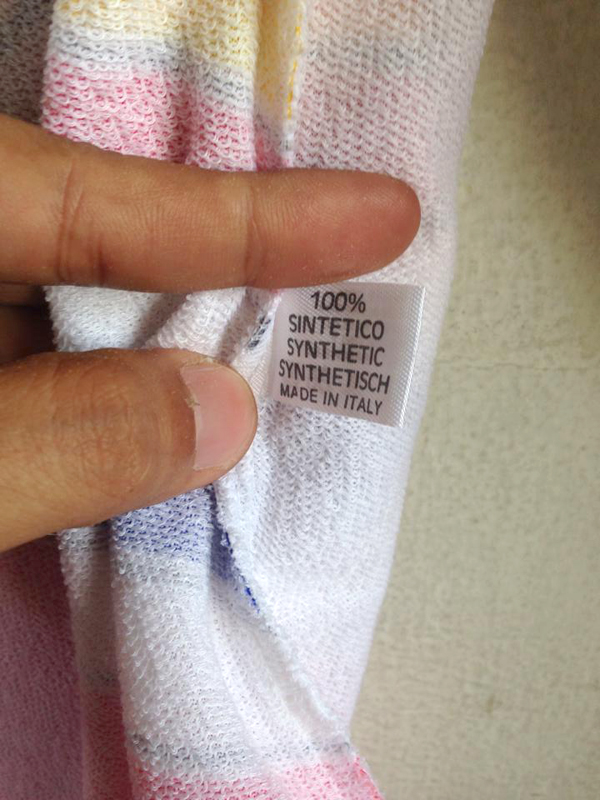 100%
SINTETICO
SYNTHETIC
SYNTHETISCH
MADE IN ITALY